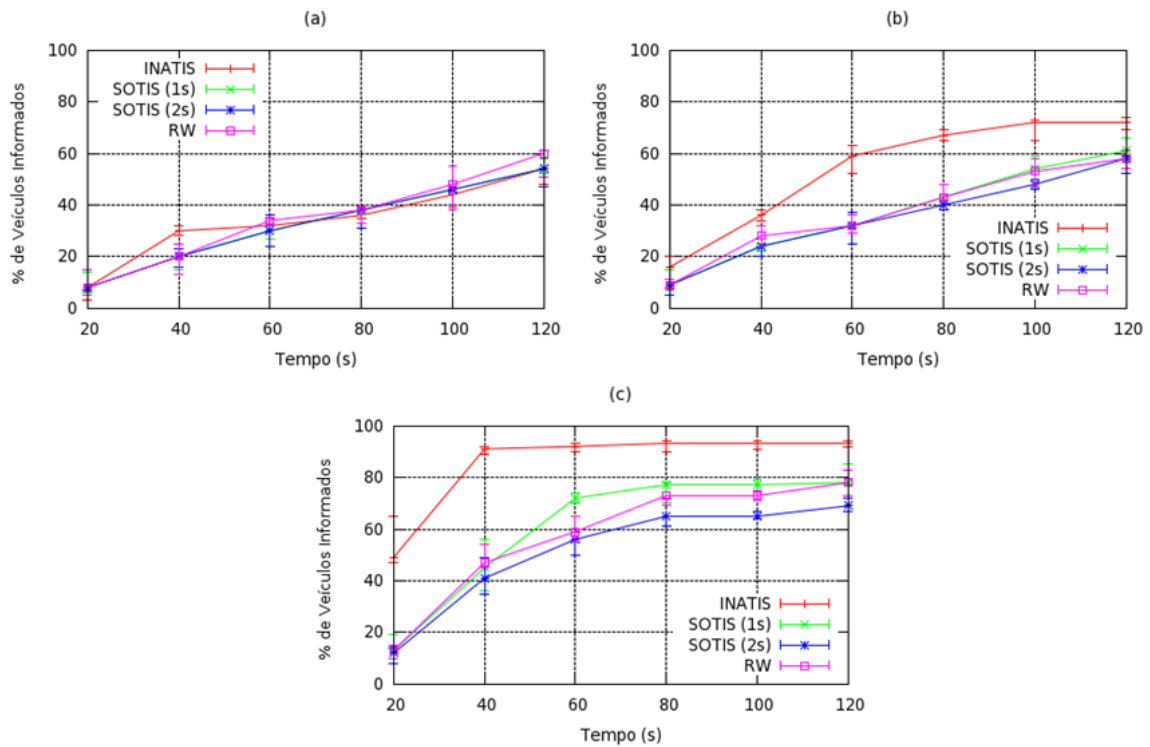 (a)
100
80
60
40
20
0
% de Veículos Informados
INATIS
SOTIS (1s)
SOTIS (2s)
RW
20 40 60 80 100 120
Tempo (s)
(b)
100
80
60
40
20
0
% de Veículos Informados
INATIS
SOTIS (1s)
SOTIS (2s)
RW
20 40 60 80 100 120
Tempo (s)
(c)
100
80
60
40
20
0
% de Veículos Informados
INATIS
SOTIS (1s)
SOTIS (2s)
RW
20 40 60 80 100 120
Tempo (s)